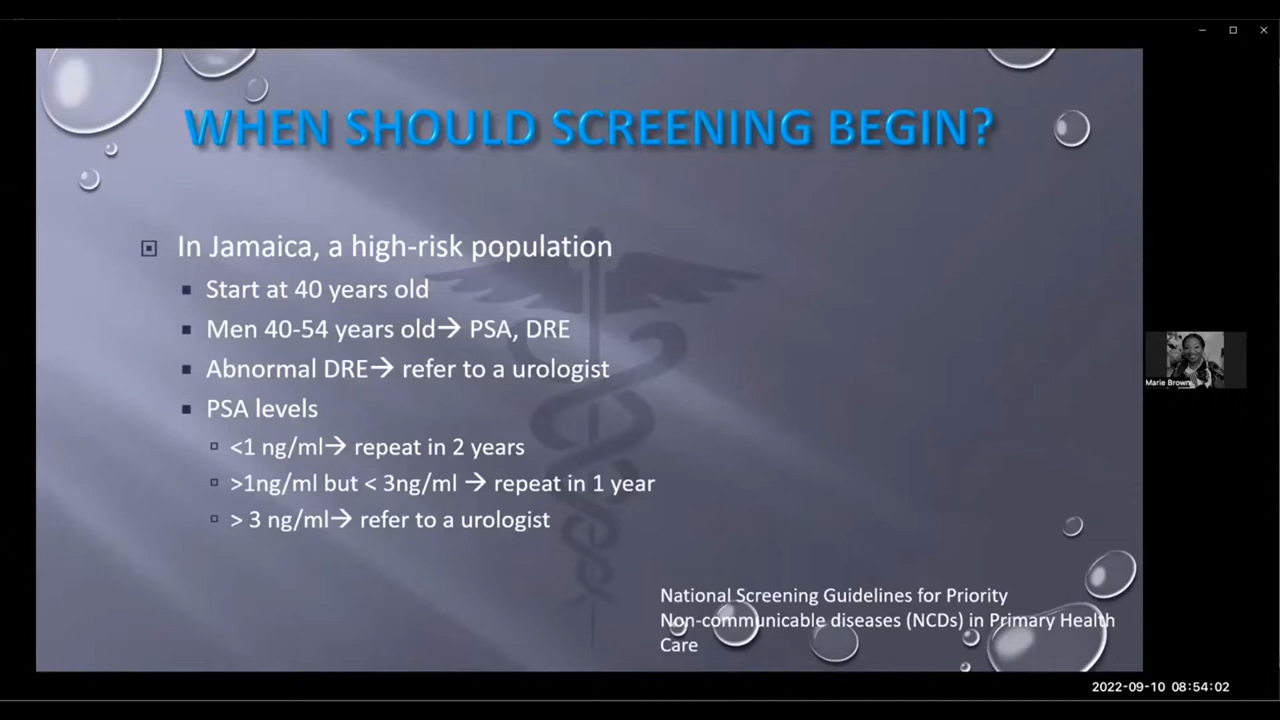 WHEN SHOULD SCREENING BEGIN?
In Jamaica, a high-risk population
Start at 40 years old
Men 40-54 years old→ PSA, DRE
Abnormal DRE→ refer to a urologist
PSA levels
<1 ng/ml→ repeat in 2 years
>1ng/ml but < 3ng/ml → repeat in 1 year
> 3 ng/ml→ refer to a urologist
National Screening Guidelines for Priority
Non-communicable diseases (NCDs) in Primary Health
Care
Marie Brown
2022-09-10 08:54:02